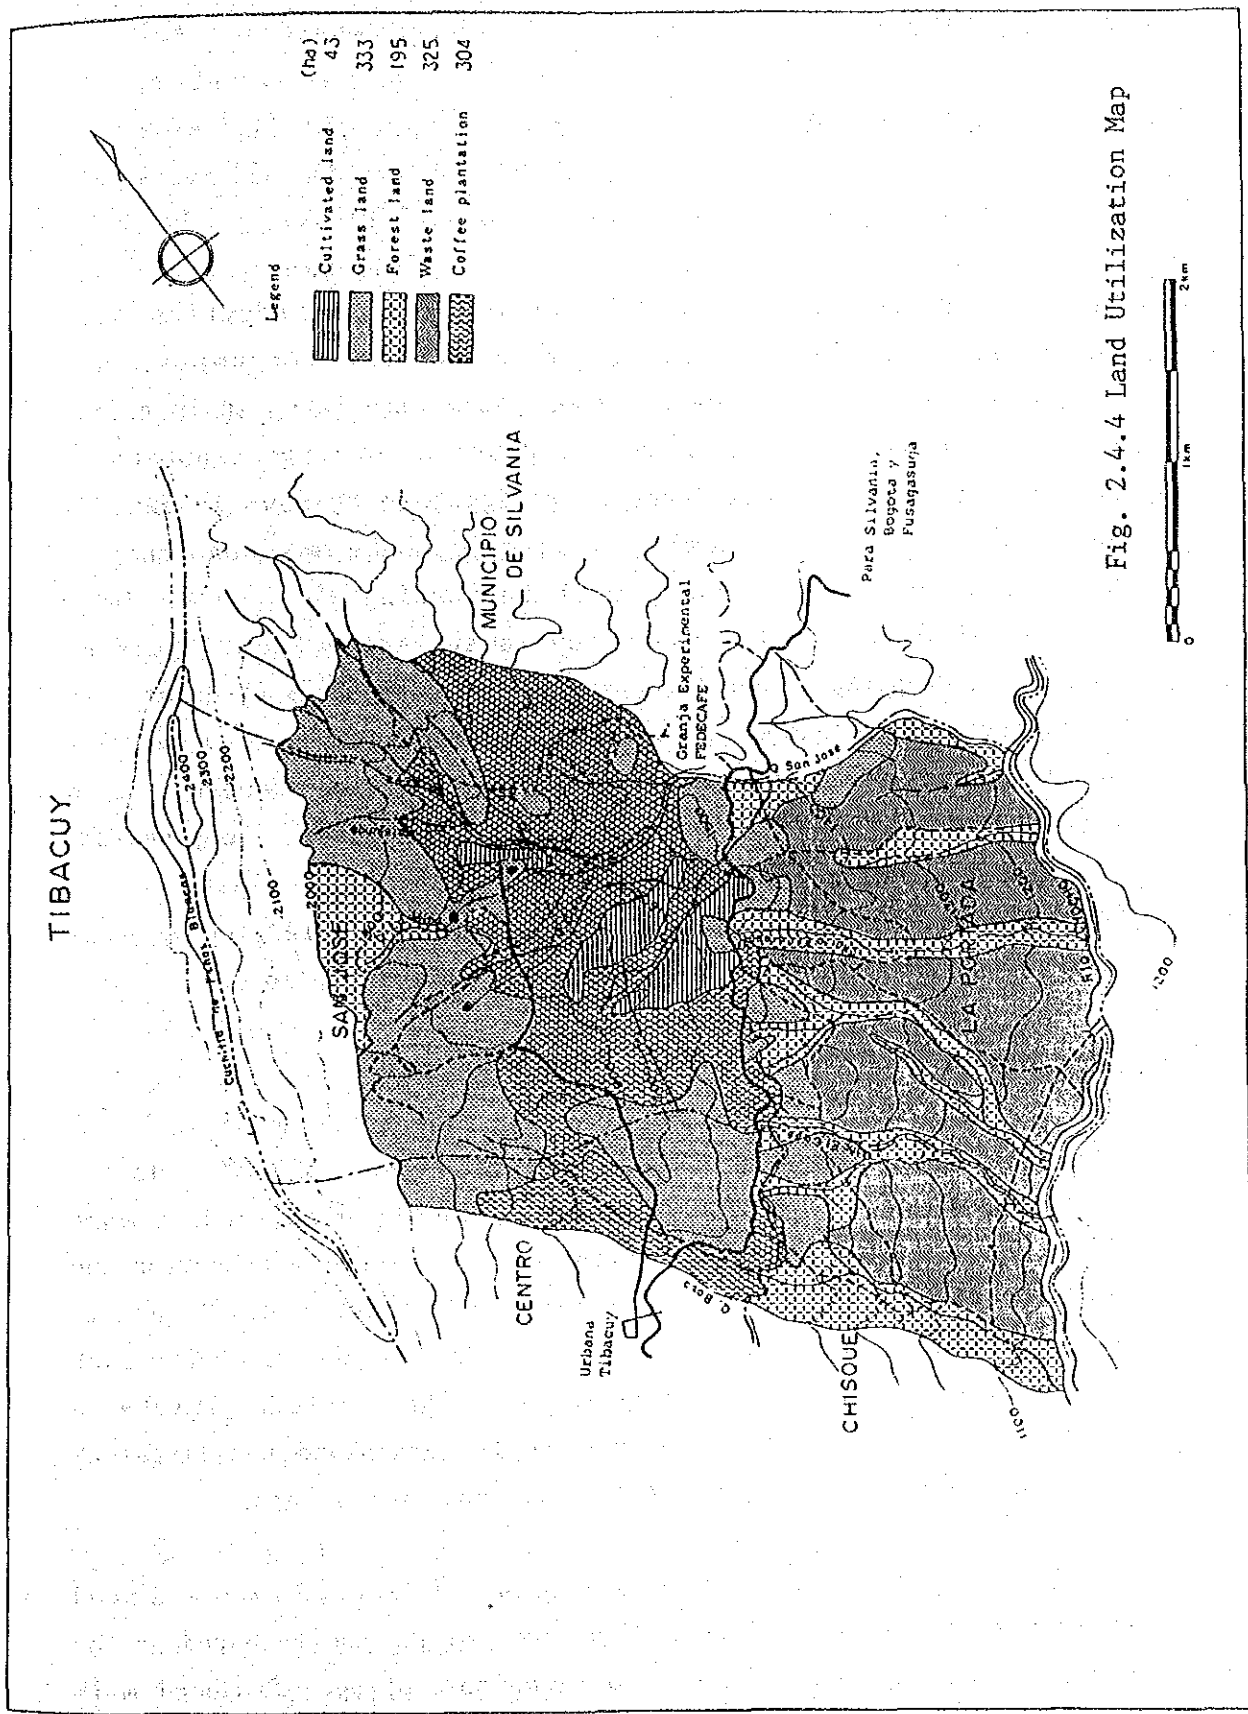 TIBACUY
Legend
(ha)
Cultivated land 43
Grass land 333
Forest land 195
Waste land 325
Coffee plantation 304
2400
2300
2200
2100
2000
SAN JOSE
MUNICIPIO
DE SILVANIA
CENTRO
Urbana
Tibacuy
Granja Experimental
FEDECAFE
Q San José
Para Silvania,
Bogota y
Fusagasuga
CHISQUE
LA PORTADA
RIO
1100
1200
Fig. 2.4.4 Land Utilization Map
0
1km
2km